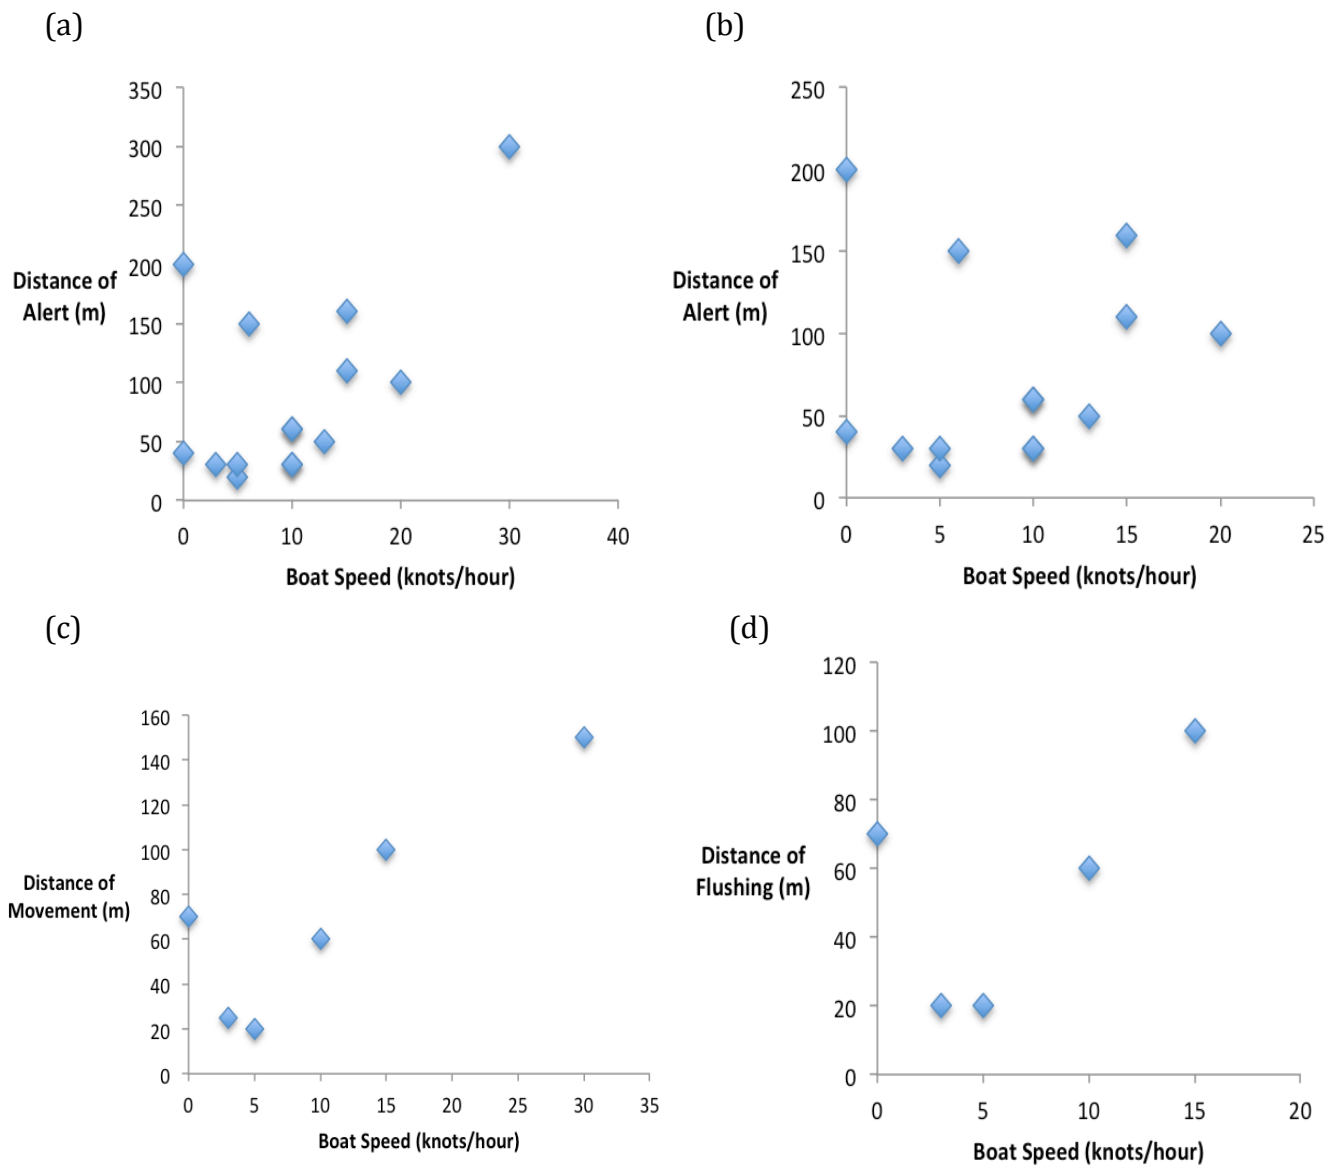 (a)
350
300
250
200
150
100
50
0
Distance of
Alert (m)
0 10 20 30 40
Boat Speed (knots/hour)
(b)
250
200
150
100
50
0
Distance of
Alert (m)
0 5 10 15 20 25
Boat Speed (knots/hour)
(c)
160
140
120
100
80
60
40
20
0
Distance of
Movement (m)
0 5 10 15 20 25 30 35
Boat Speed (knots/hour)
(d)
120
100
80
60
40
20
0
Distance of
Flushing (m)
0 5 10 15 20
Boat Speed (knots/hour)